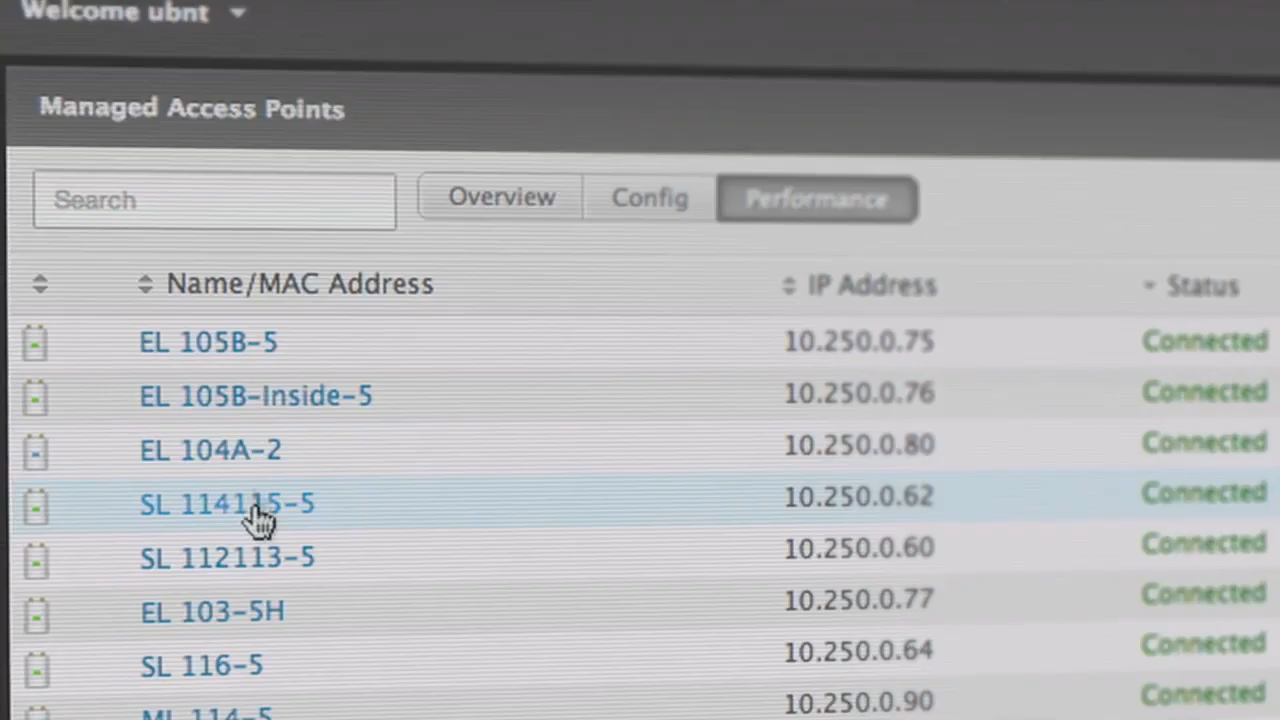 Welcome ubnt
Managed Access Points
Search Overview Config Performance
Name/MAC Address IP Address Status
EL 105B-5 10.250.0.75 Connected
EL 105B-Inside-5 10.250.0.76 Connected
EL 104A-2 10.250.0.80 Connected
SL 114115-5 10.250.0.62 Connected
SL 112113-5 10.250.0.60 Connected
EL 103-5H 10.250.0.77 Connected
SL 116-5 10.250.0.64 Connected
ML 114-5 10.250.0.90 Connected